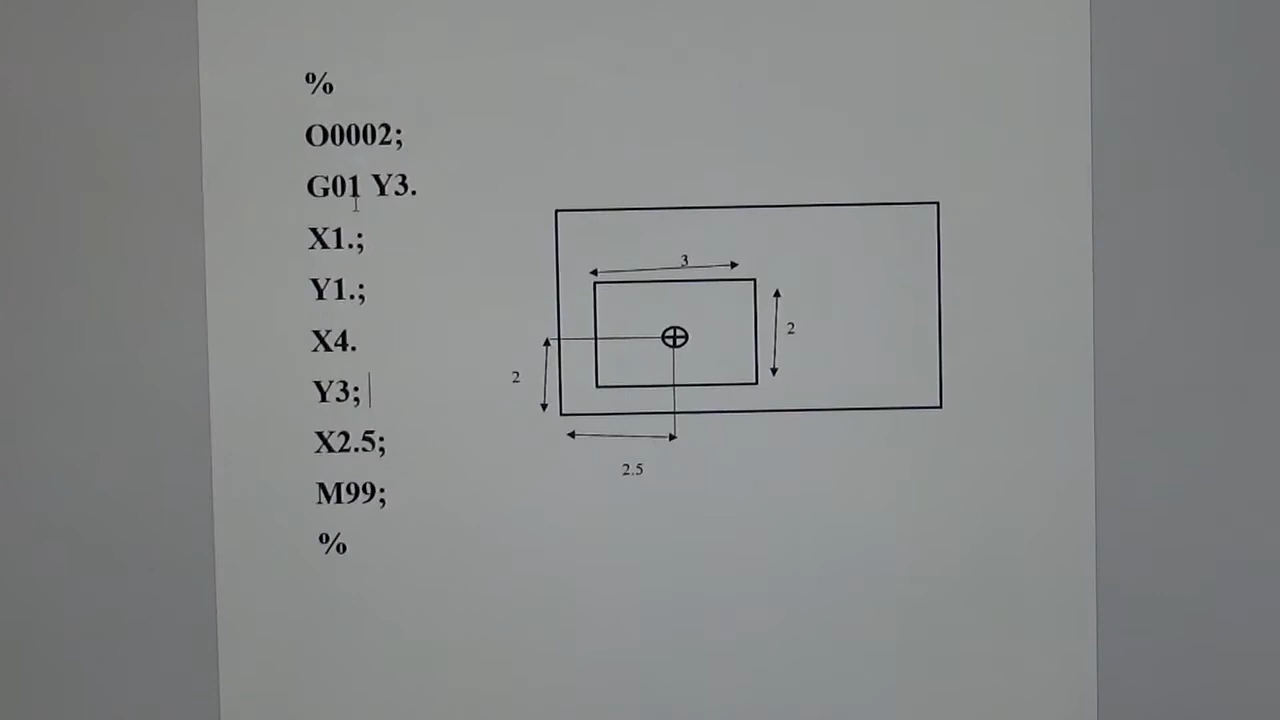 %
O0002;
G01 Y3.
X1.;
Y1.;
X4.
Y3;
X2.5;
M99;
%
3
2
2
2.5